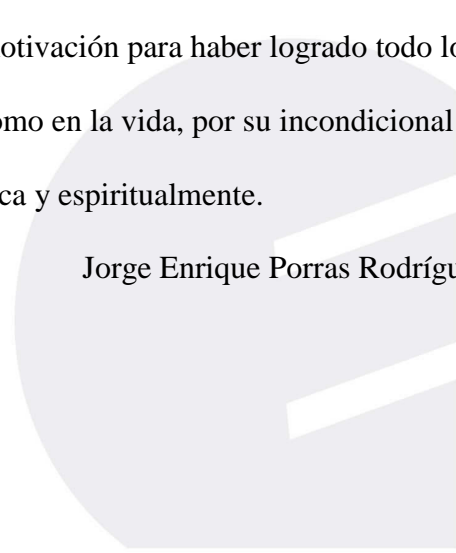 otivación para haber logrado todo lo
omo en la vida, por su incondicional
ca y espiritualmente.
Jorge Enrique Porras Rodrígu